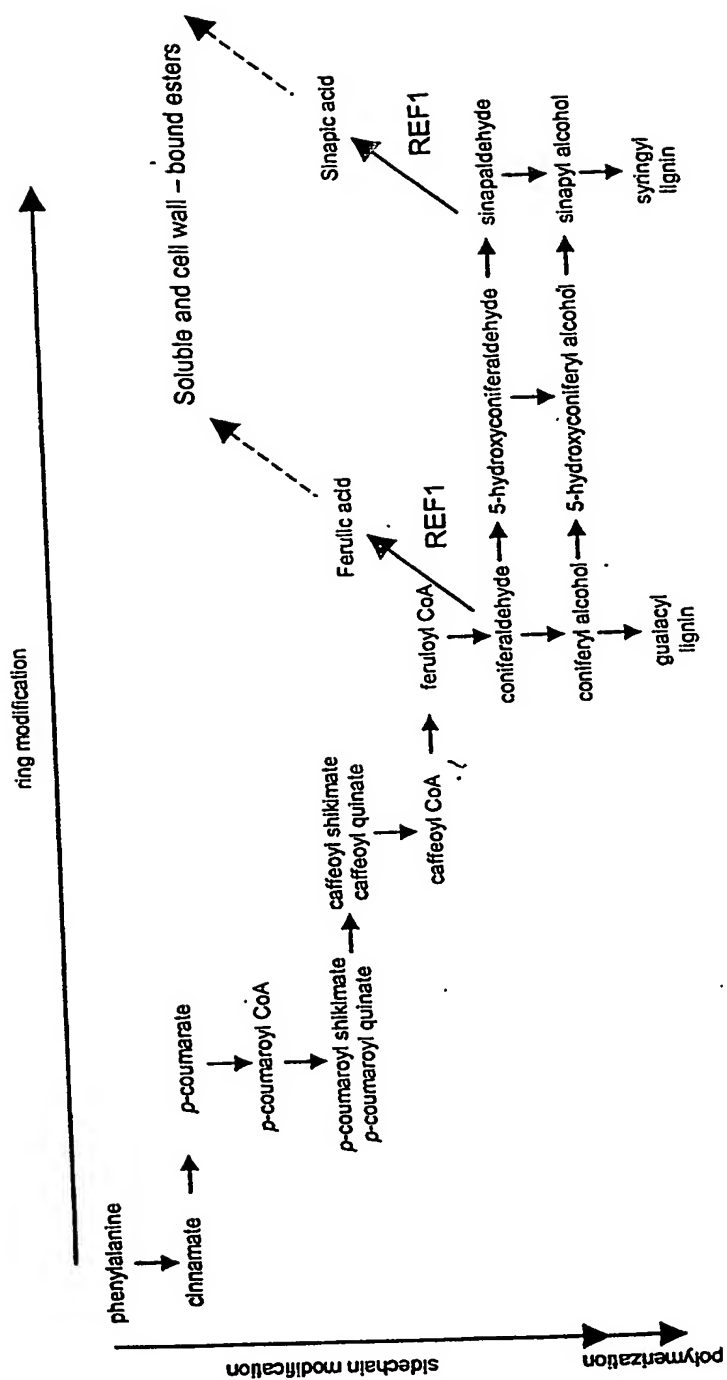 ring modification
Soluble and cell wall – bound esters
phenylalanine
cinnamate
p-coumarate
p-coumaroyl CoA
p-coumaroyl shikimate
p-coumaroyl quinate
caffeoyl shikimate
caffeoyl quinate
caffeoyl CoA
feruloyl CoA
Ferulic acid
REF1
Sinapic acid
REF1
coniferaldehyde
5-hydroxyconiferaldehyde
sinapaldehyde
coniferyl alcohol
5-hydroxyconiferyl alcohol
sinapyl alcohol
guaiacyl
lignin
syringyl
lignin
sidechain modification
polymerization